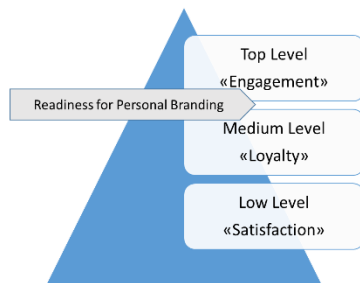 Top Level
«Engagement»
Readiness for Personal Branding
Medium Level
«Loyalty»
Low Level
«Satisfaction»